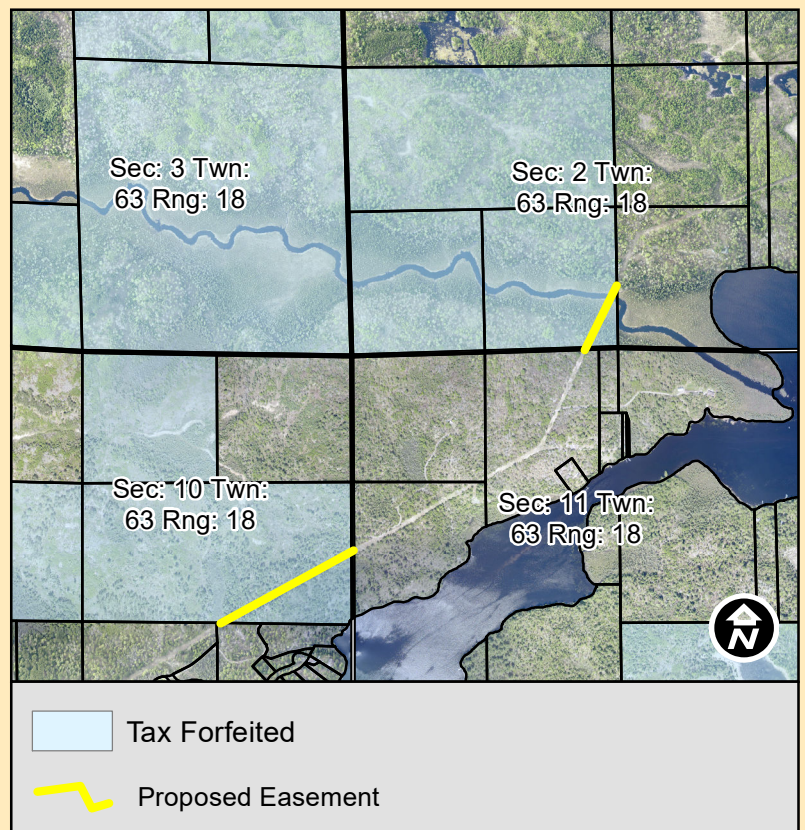 Sec: 3 Twn:
63 Rng: 18
Sec: 2 Twn:
63 Rng: 18
Sec: 10 Twn:
63 Rng: 18
Sec: 11 Twn:
63 Rng: 18
N
Tax Forfeited
Proposed Easement